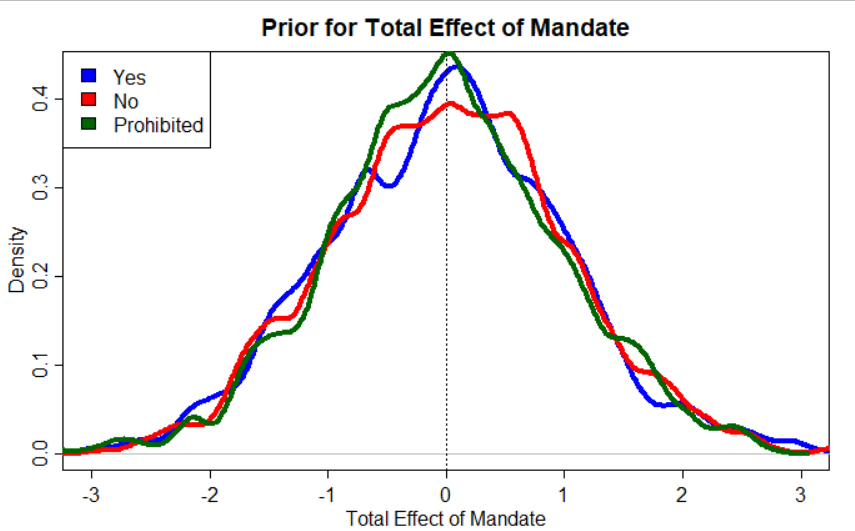 Prior for Total Effect of Mandate
Yes
No
Prohibited
Density
0.4
0.3
0.2
0.1
0.0
-3 -2 -1 0 1 2 3
Total Effect of Mandate